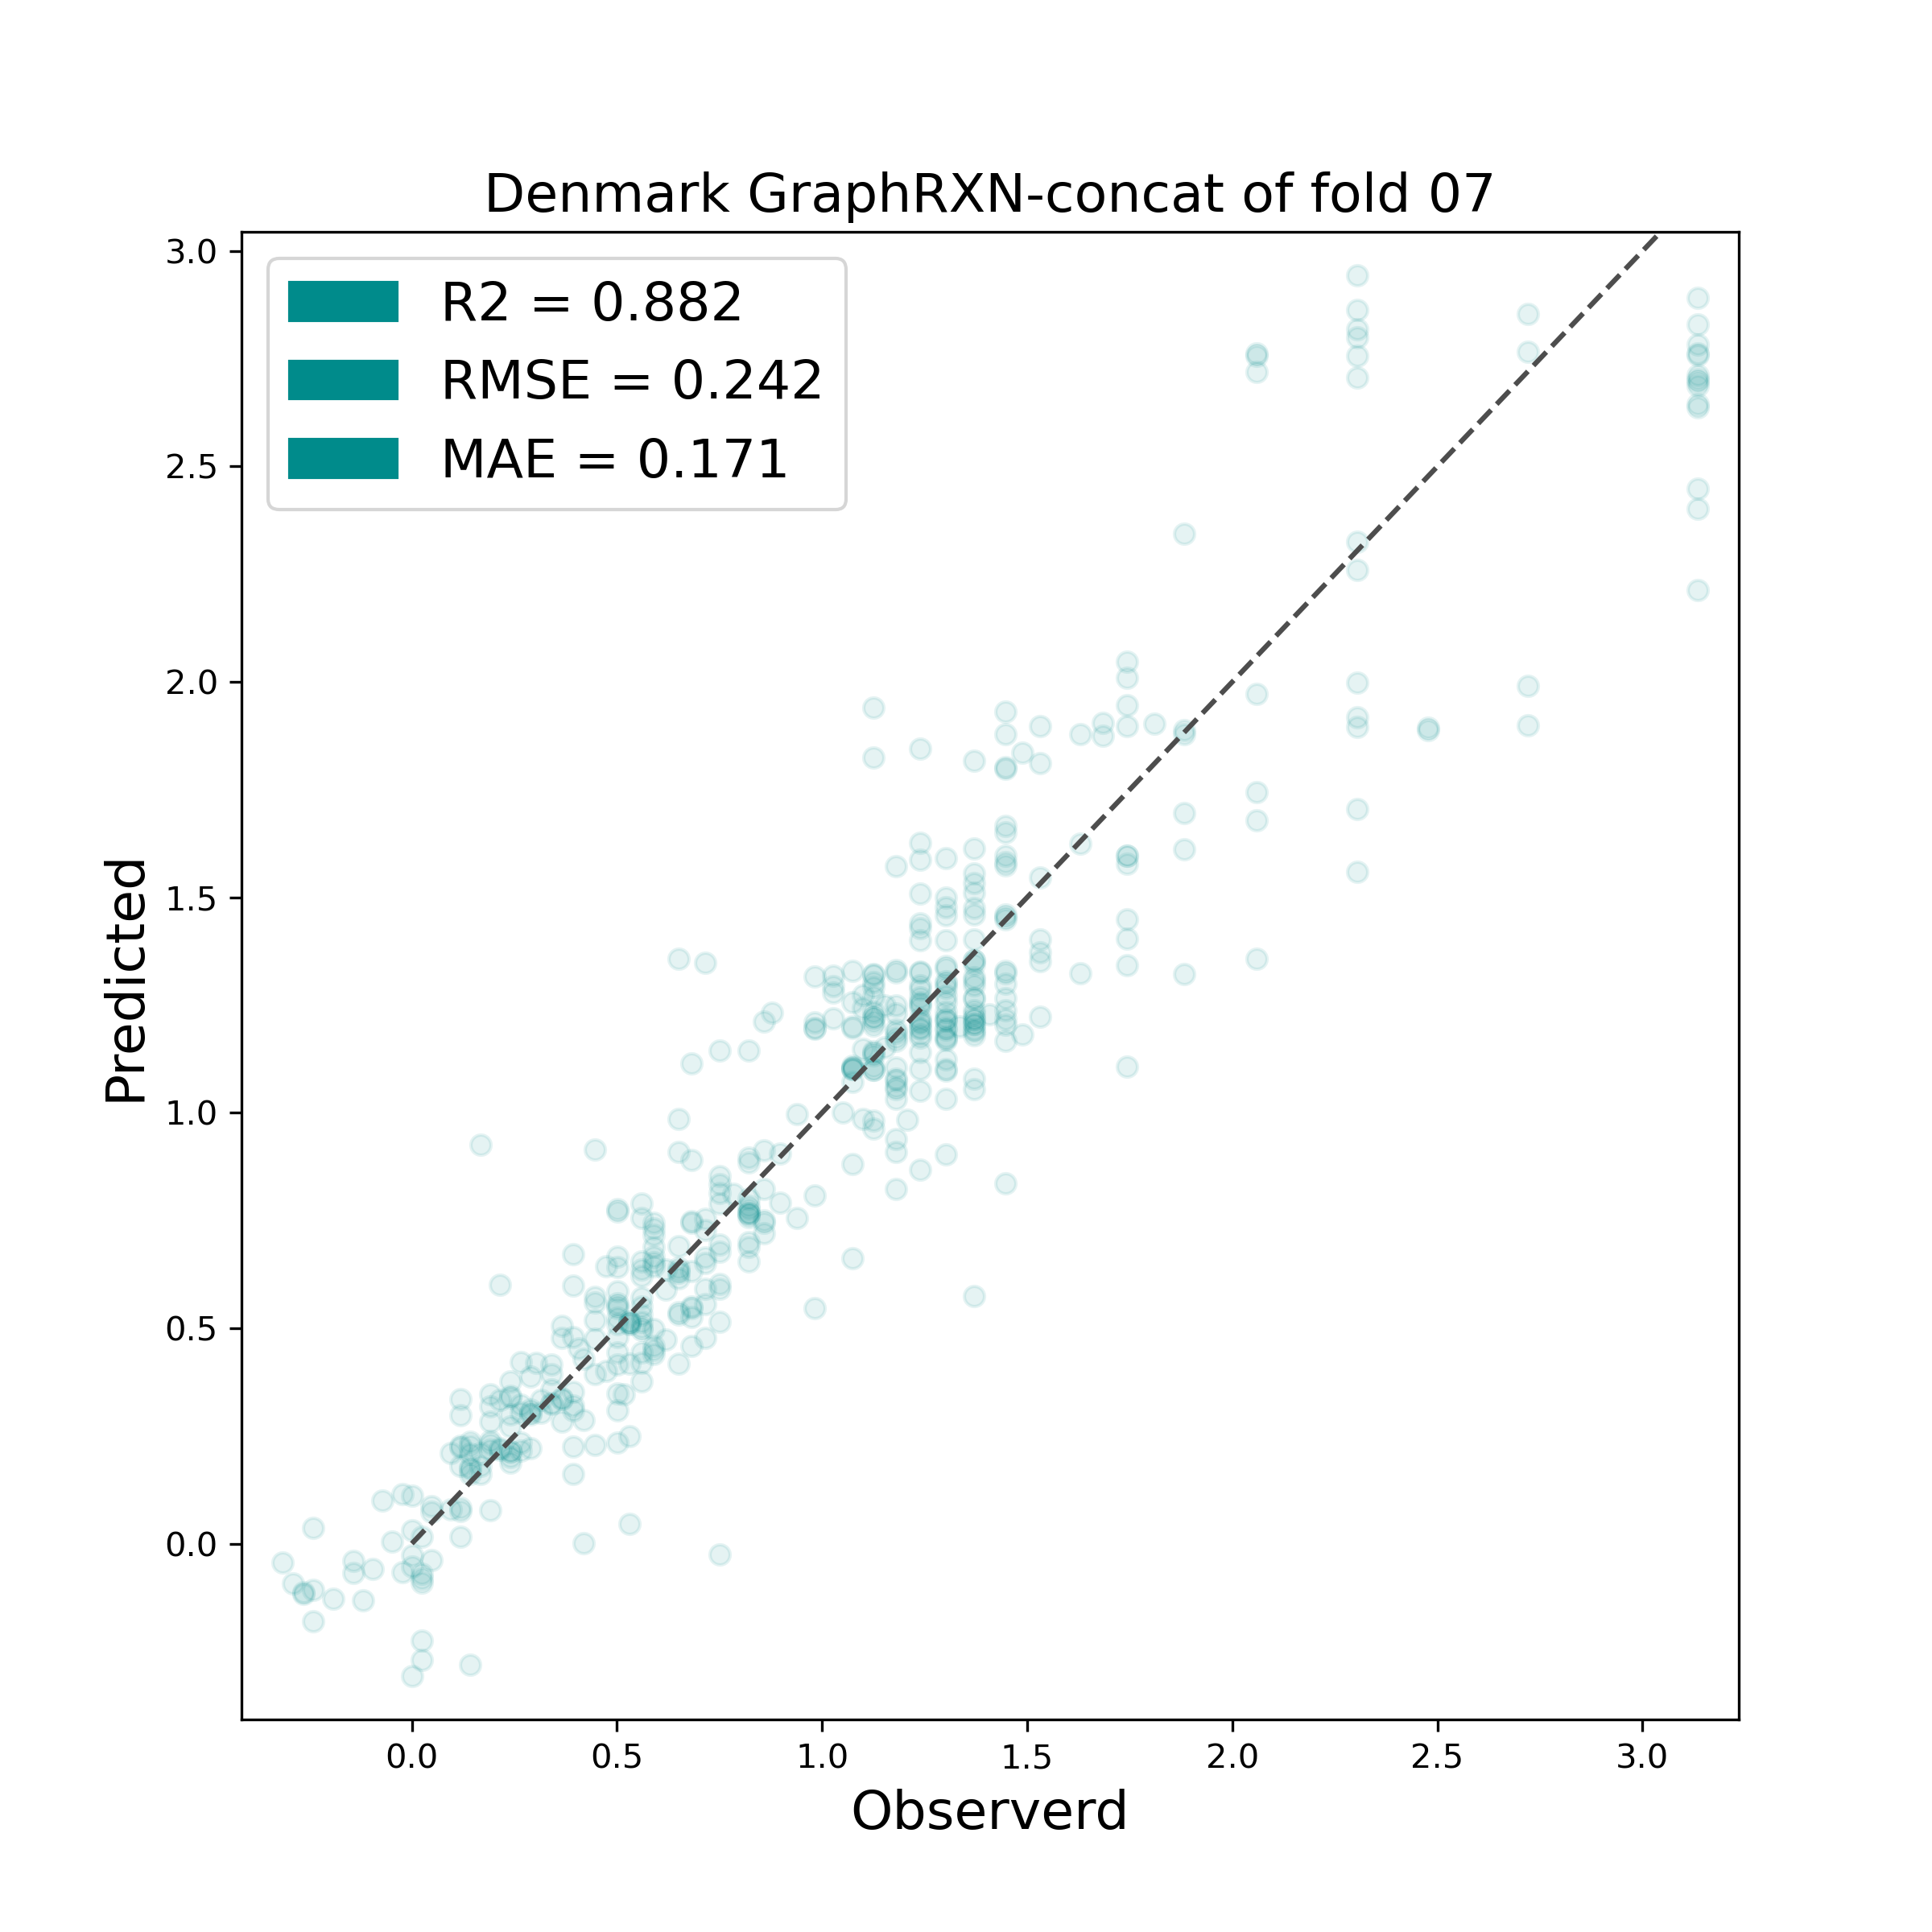 Denmark GraphRXN-concat of fold 07
R2 = 0.882
RMSE = 0.242
MAE = 0.171
Predicted
3.0
2.5
2.0
1.5
1.0
0.5
0.0
0.0 0.5 1.0 1.5 2.0 2.5 3.0
Observerd